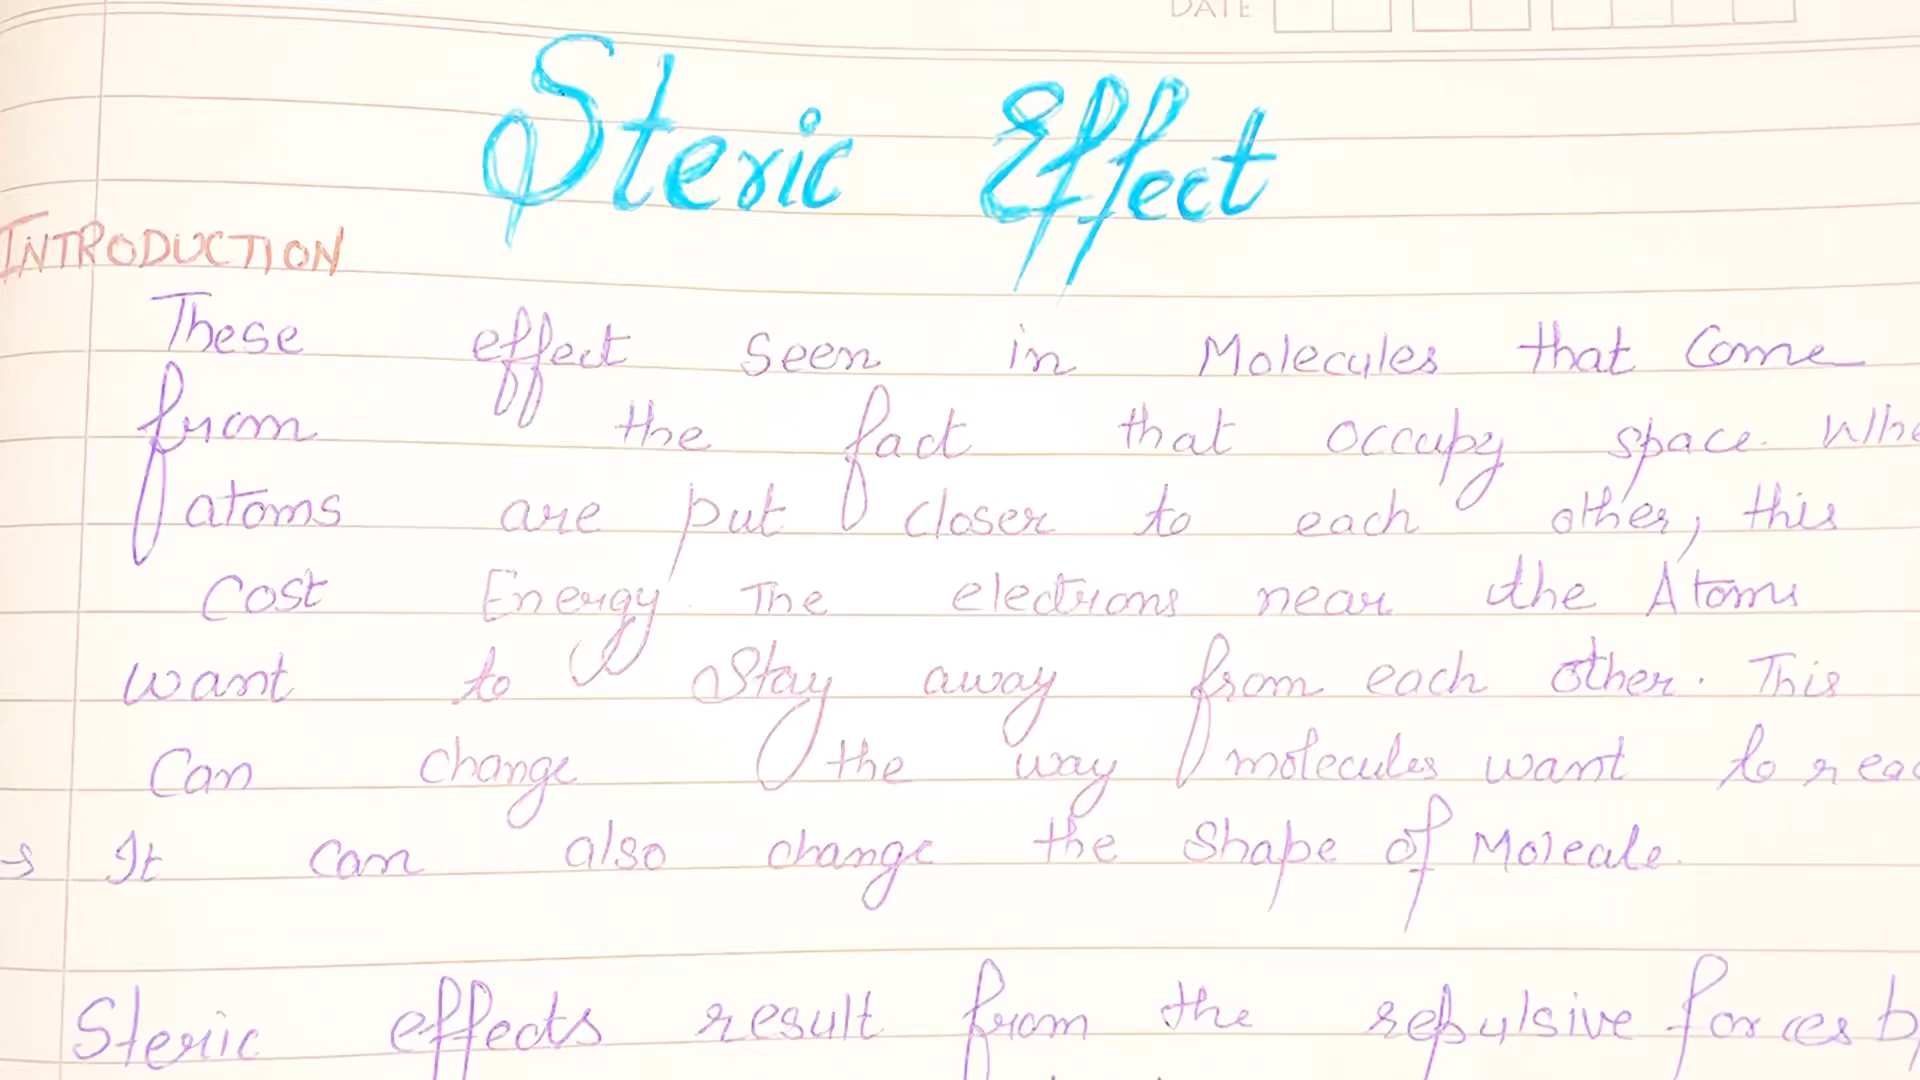 DATE
Steric Effect
INTRODUCTION
These effect seen in Molecules that Come
from the fact that occupy space. Whe
atoms are put closer to each other, this
Cost Energy. The electrons near the Atoms
want to Stay away from each other. This
Can change the way molecules want to reac
→ It can also change the shape of Moleale.
Steric effects result from the repulsive forces b